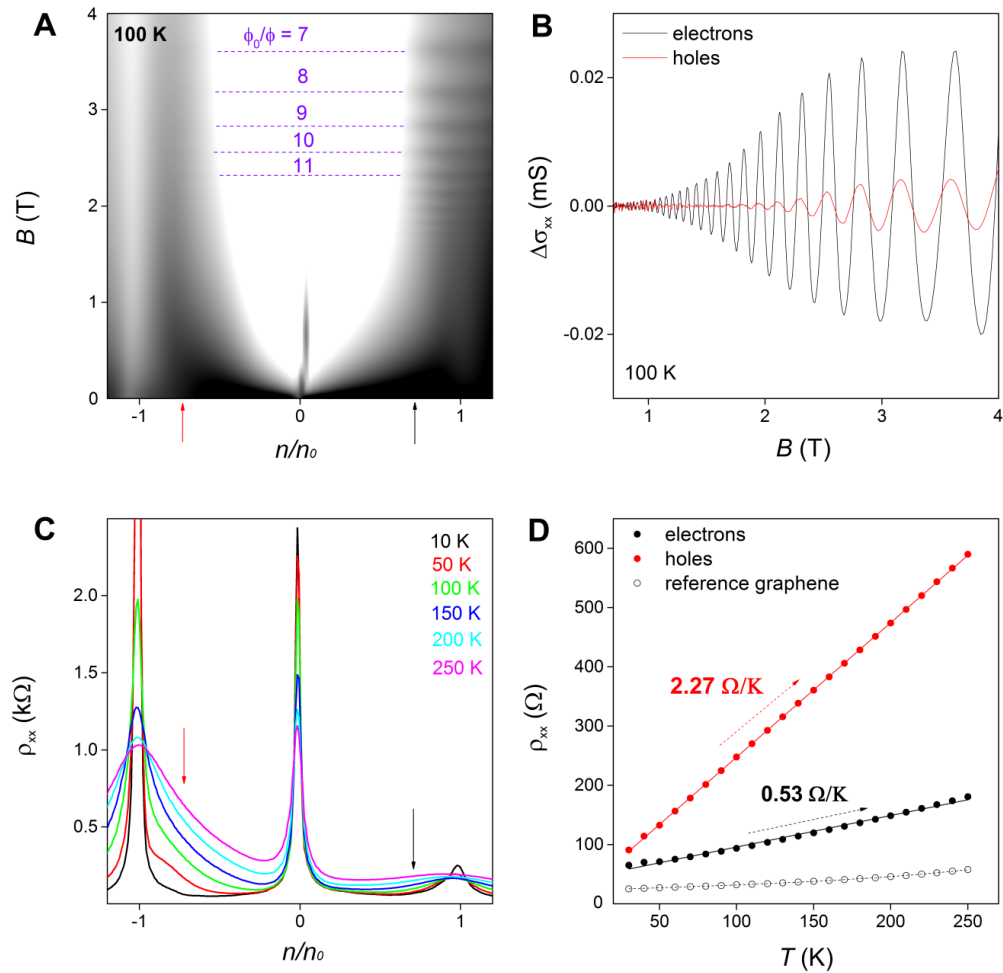 A
100 K
ϕ₀/ϕ = 7
8
9
10
11
4
3
2
1
0
B (T)
-1
0
1
n/n₀
B
electrons
holes
0.02
0.00
-0.02
Δσxx (mS)
100 K
1
2
3
4
B (T)
C
10 K
50 K
100 K
150 K
200 K
250 K
2.0
1.5
1.0
0.5
ρxx (kΩ)
-1
0
1
n/n₀
D
electrons
holes
reference graphene
600
500
400
300
200
100
0
ρxx (Ω)
2.27 Ω/K
0.53 Ω/K
50
100
150
200
250
T (K)